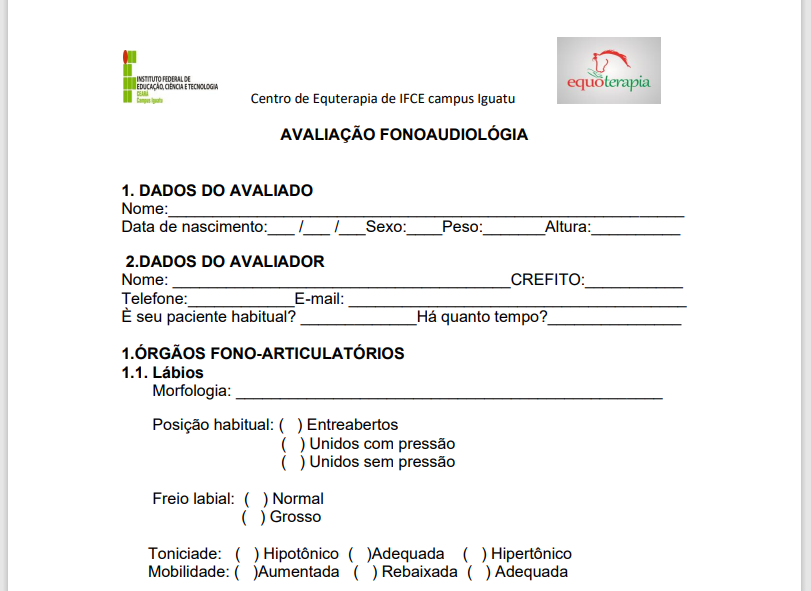 INSTITUTO FEDERAL DE
EDUCAÇÃO, CIÊNCIA E TECNOLOGIA
CEARÁ
Campus Iguatu
equoterapia
Centro de Equterapia de IFCE campus Iguatu
AVALIAÇÃO FONOAUDIOLÓGIA
1. DADOS DO AVALIADO
Nome:___________________________________________________________
Data de nascimento:___ /___ /___Sexo:____Peso:_______Altura:__________
2.DADOS DO AVALIADOR
Nome: ______________________________________CREFITO:___________
Telefone:____________E-mail: ______________________________________
È seu paciente habitual? _____________Há quanto tempo?_______________
1.ÓRGÃOS FONO-ARTICULATÓRIOS
1.1. Lábios
Morfologia: ________________________________________________
Posição habitual: (   ) Entreabertos
(   ) Unidos com pressão
(   ) Unidos sem pressão
Freio labial:  (   ) Normal
(   ) Grosso
Toniciade:   (   ) Hipotônico  (   )Adequada    (   ) Hipertônico
Mobilidade: (   )Aumentada   (   ) Rebaixada  (   ) Adequada